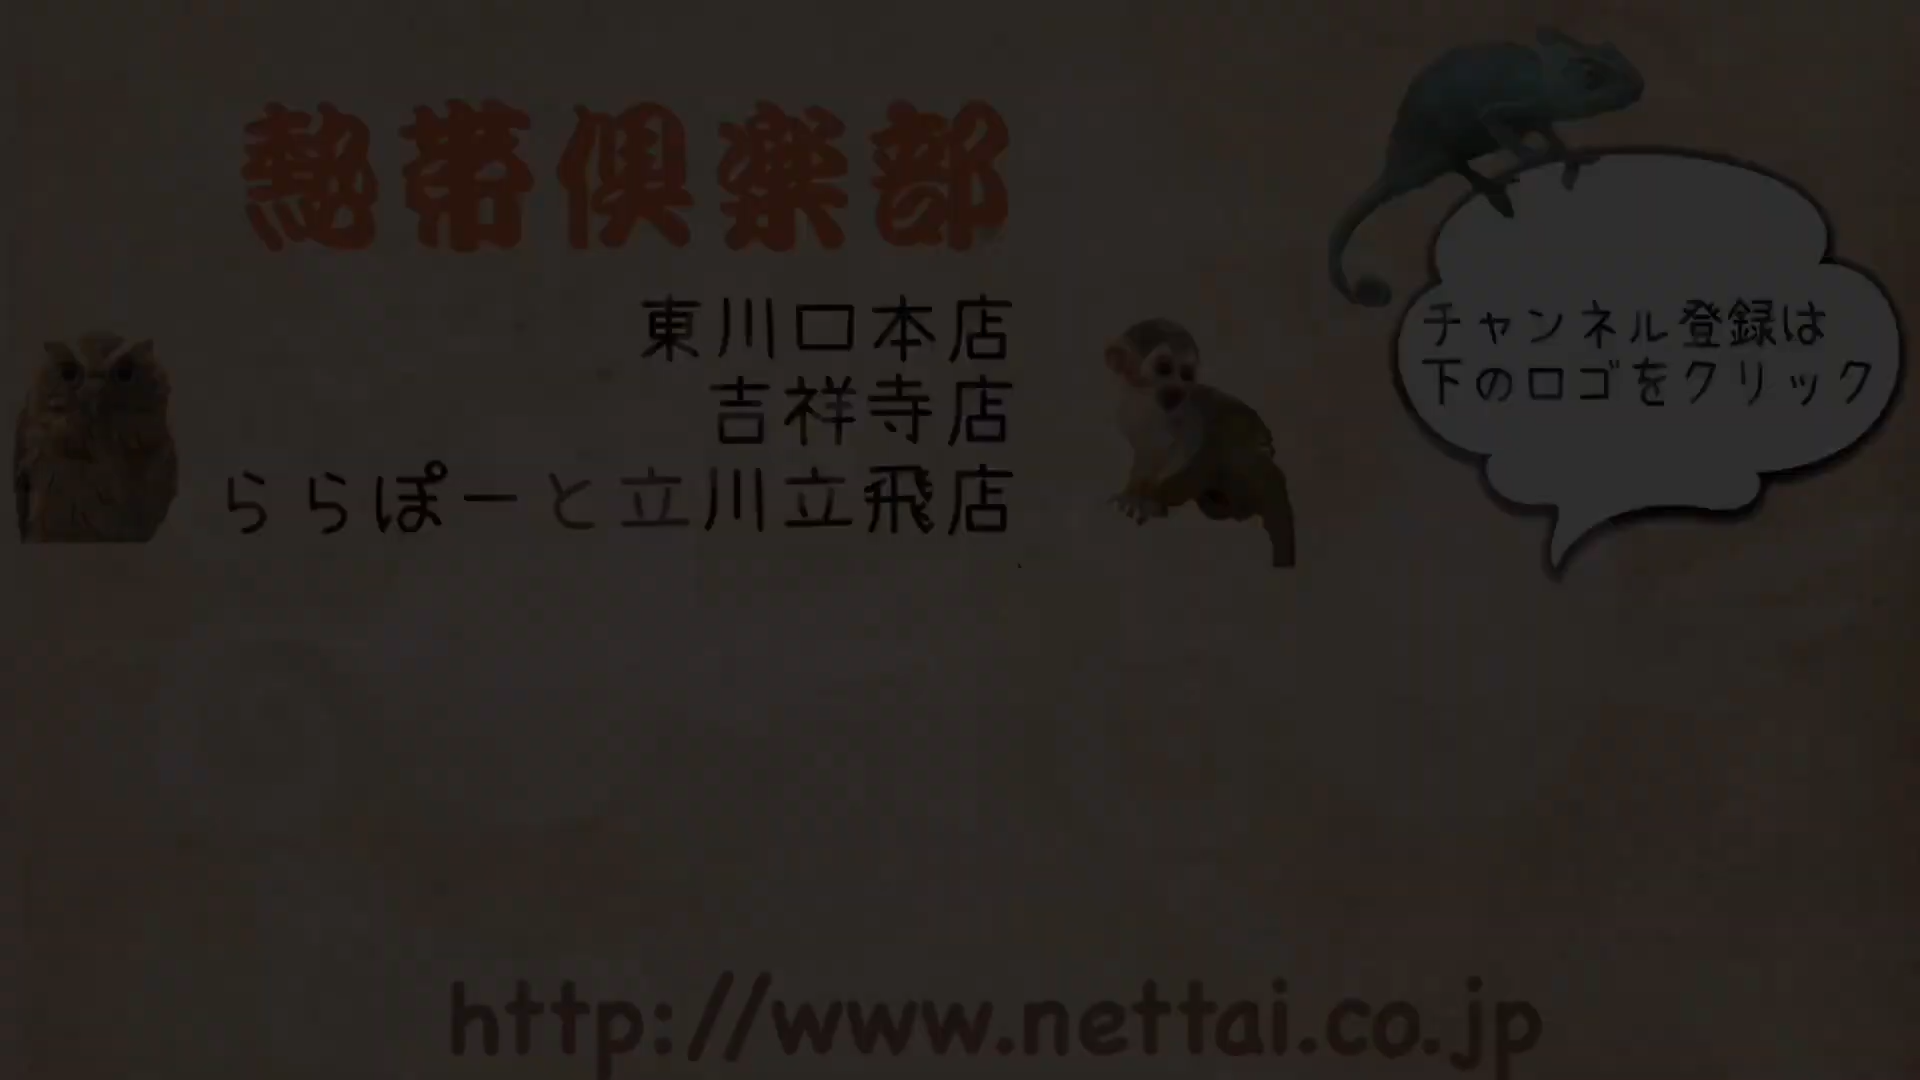 熱帯倶楽部
東川口本店
吉祥寺店
ららぽーと立川立飛店
チャンネル登録は
下のロゴをクリック
http://www.nettai.co.jp